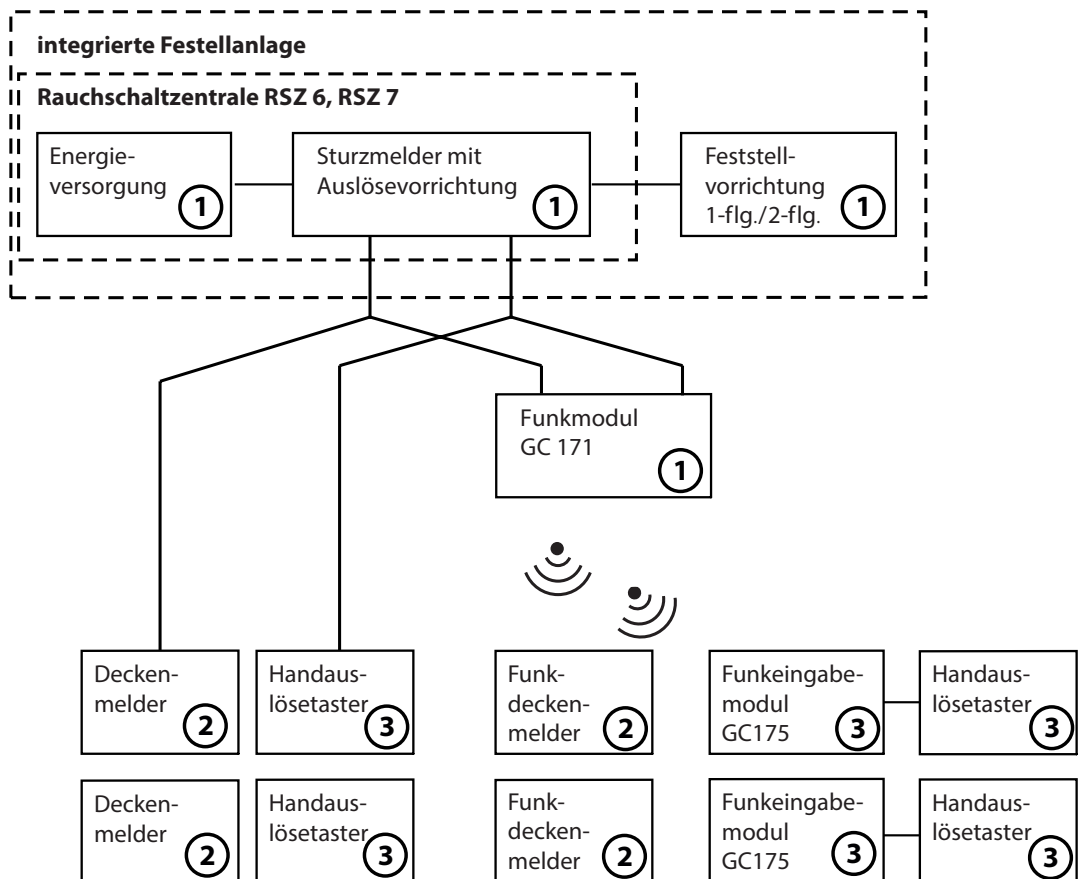 integrierte Festellanlage
Rauchschaltzentrale RSZ 6, RSZ 7
Energie-
versorgung
1
Sturzmelder mit
Auslösevorrichtung
1
Feststell-
vorrichtung
1-flg./2-flg.
1
Funkmodul
GC 171
1
Decken-
melder
2
Handaus-
lösetaster
3
Funk-
decken-
melder
2
Funkeingabe-
modul
GC175
3
Handaus-
lösetaster
3
Decken-
melder
2
Handaus-
lösetaster
3
Funk-
decken-
melder
2
Funkeingabe-
modul
GC175
3
Handaus-
lösetaster
3